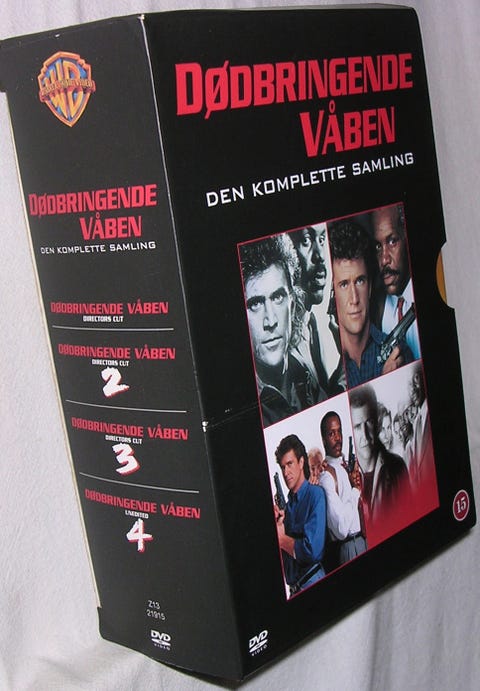 WB
DØDBRINGENDE
VÅBEN
DEN KOMPLETTE SAMLING
DØDBRINGENDE VÅBEN
DIRECTORS CUT
DØDBRINGENDE VÅBEN
DIRECTORS CUT
2
DØDBRINGENDE VÅBEN
DIRECTORS CUT
3
DØDBRINGENDE VÅBEN
UNEDITED
4
Z13
21915
DVD
VIDEO
DØDBRINGENDE
VÅBEN
DEN KOMPLETTE SAMLING
15
DVD
VIDEO